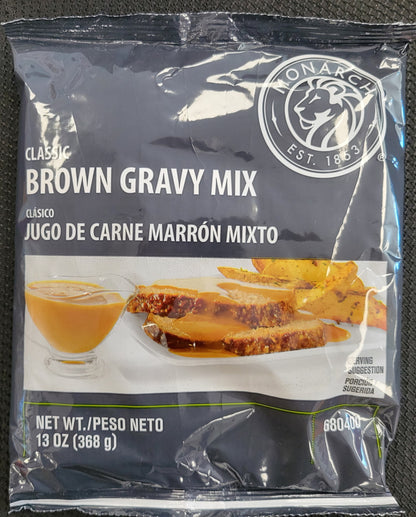 MONARCH
EST. 1853
®
CLASSIC
BROWN GRAVY MIX
CLÁSICO
JUGO DE CARNE MARRÓN MIXTO
SERVING
SUGGESTION
PORCIÓN
SUGERIDA
NET WT./PESO NETO
13 OZ (368 g)
680400